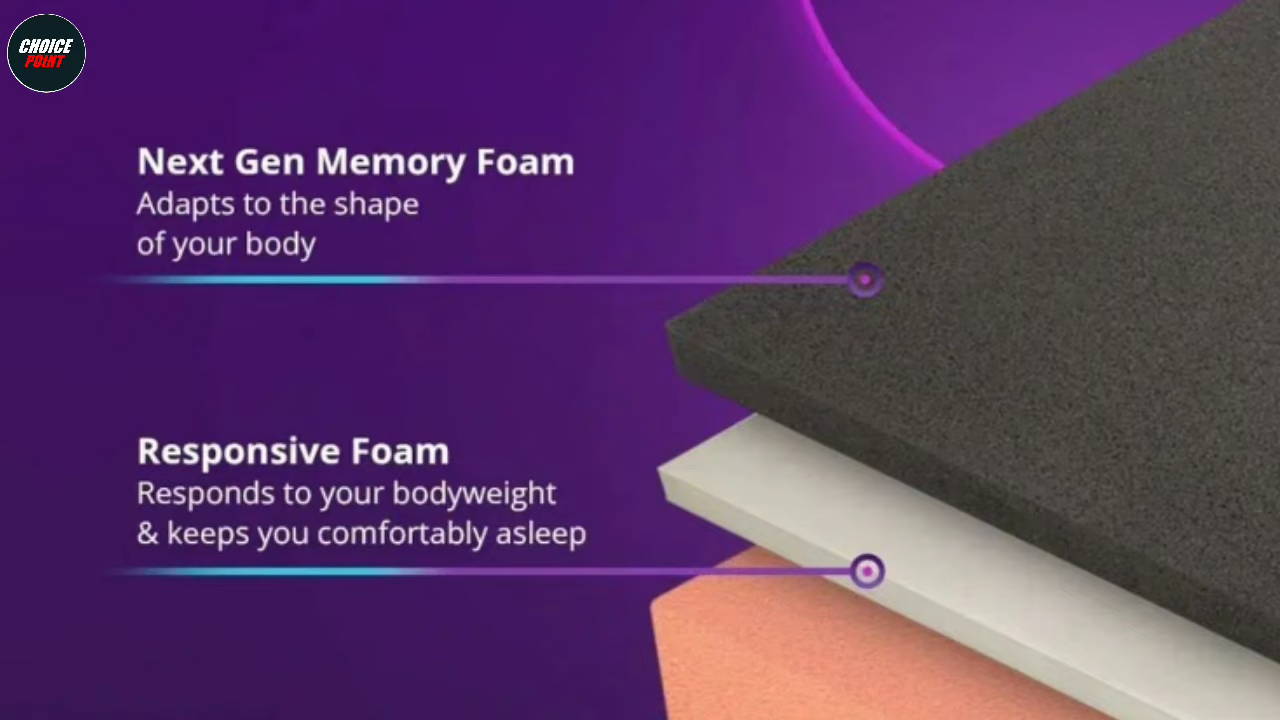 CHOICE
POINT
Next Gen Memory Foam
Adapts to the shape
of your body
Responsive Foam
Responds to your bodyweight
& keeps you comfortably asleep